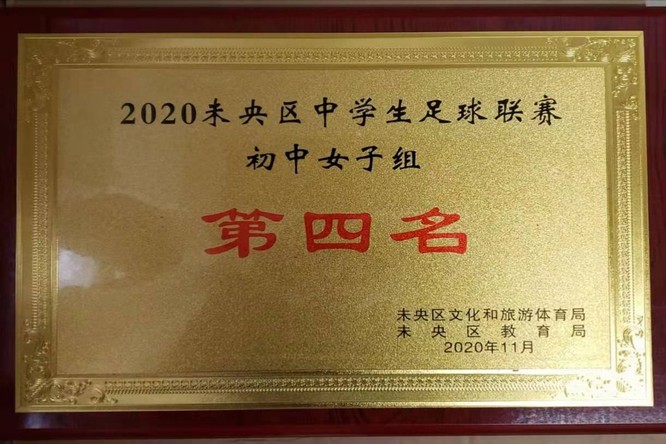 2020未央区中学生足球联赛
初中女子组
第四名
未央区文化和旅游体育局
未央区教育局
2020年11月